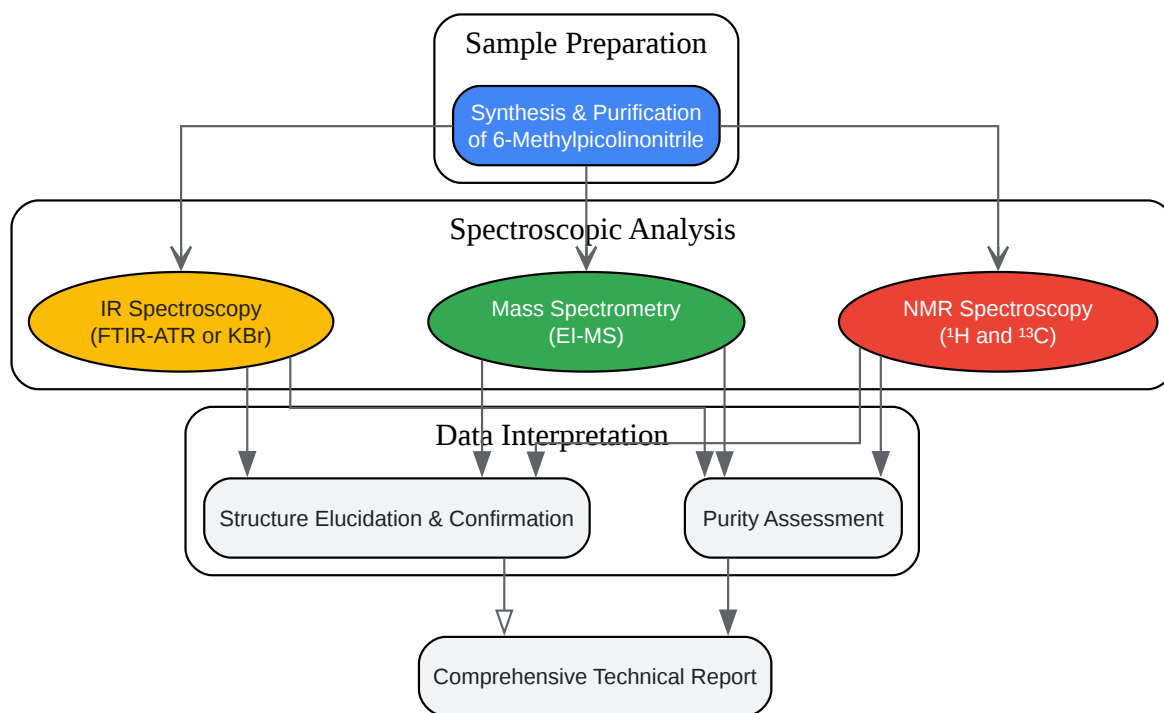 Sample Preparation
Synthesis & Purification
of 6-Methylpicolinonitrile
Spectroscopic Analysis
IR Spectroscopy
(FTIR-ATR or KBr)
Mass Spectrometry
(EI-MS)
NMR Spectroscopy
(¹H and ¹³C)
Data Interpretation
Structure Elucidation & Confirmation
Purity Assessment
Comprehensive Technical Report